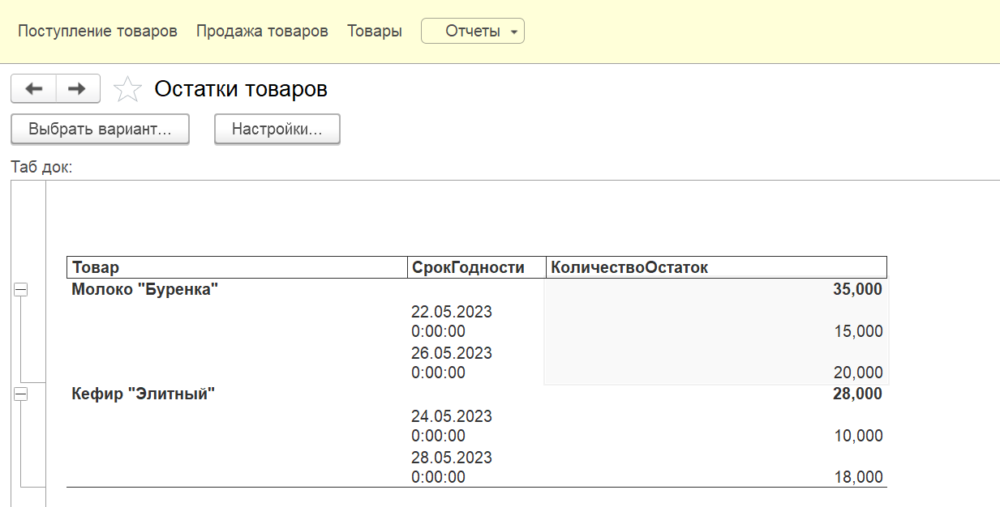 Поступление товаров Продажа товаров Товары Отчеты
Остатки товаров
Выбрать вариант... Настройки...
Таб док:
Товар СрокГодности КоличествоОстаток
Молоко "Буренка" 35,000
22.05.2023
0:00:00 15,000
26.05.2023
0:00:00 20,000
Кефир "Элитный" 28,000
24.05.2023
0:00:00 10,000
28.05.2023
0:00:00 18,000